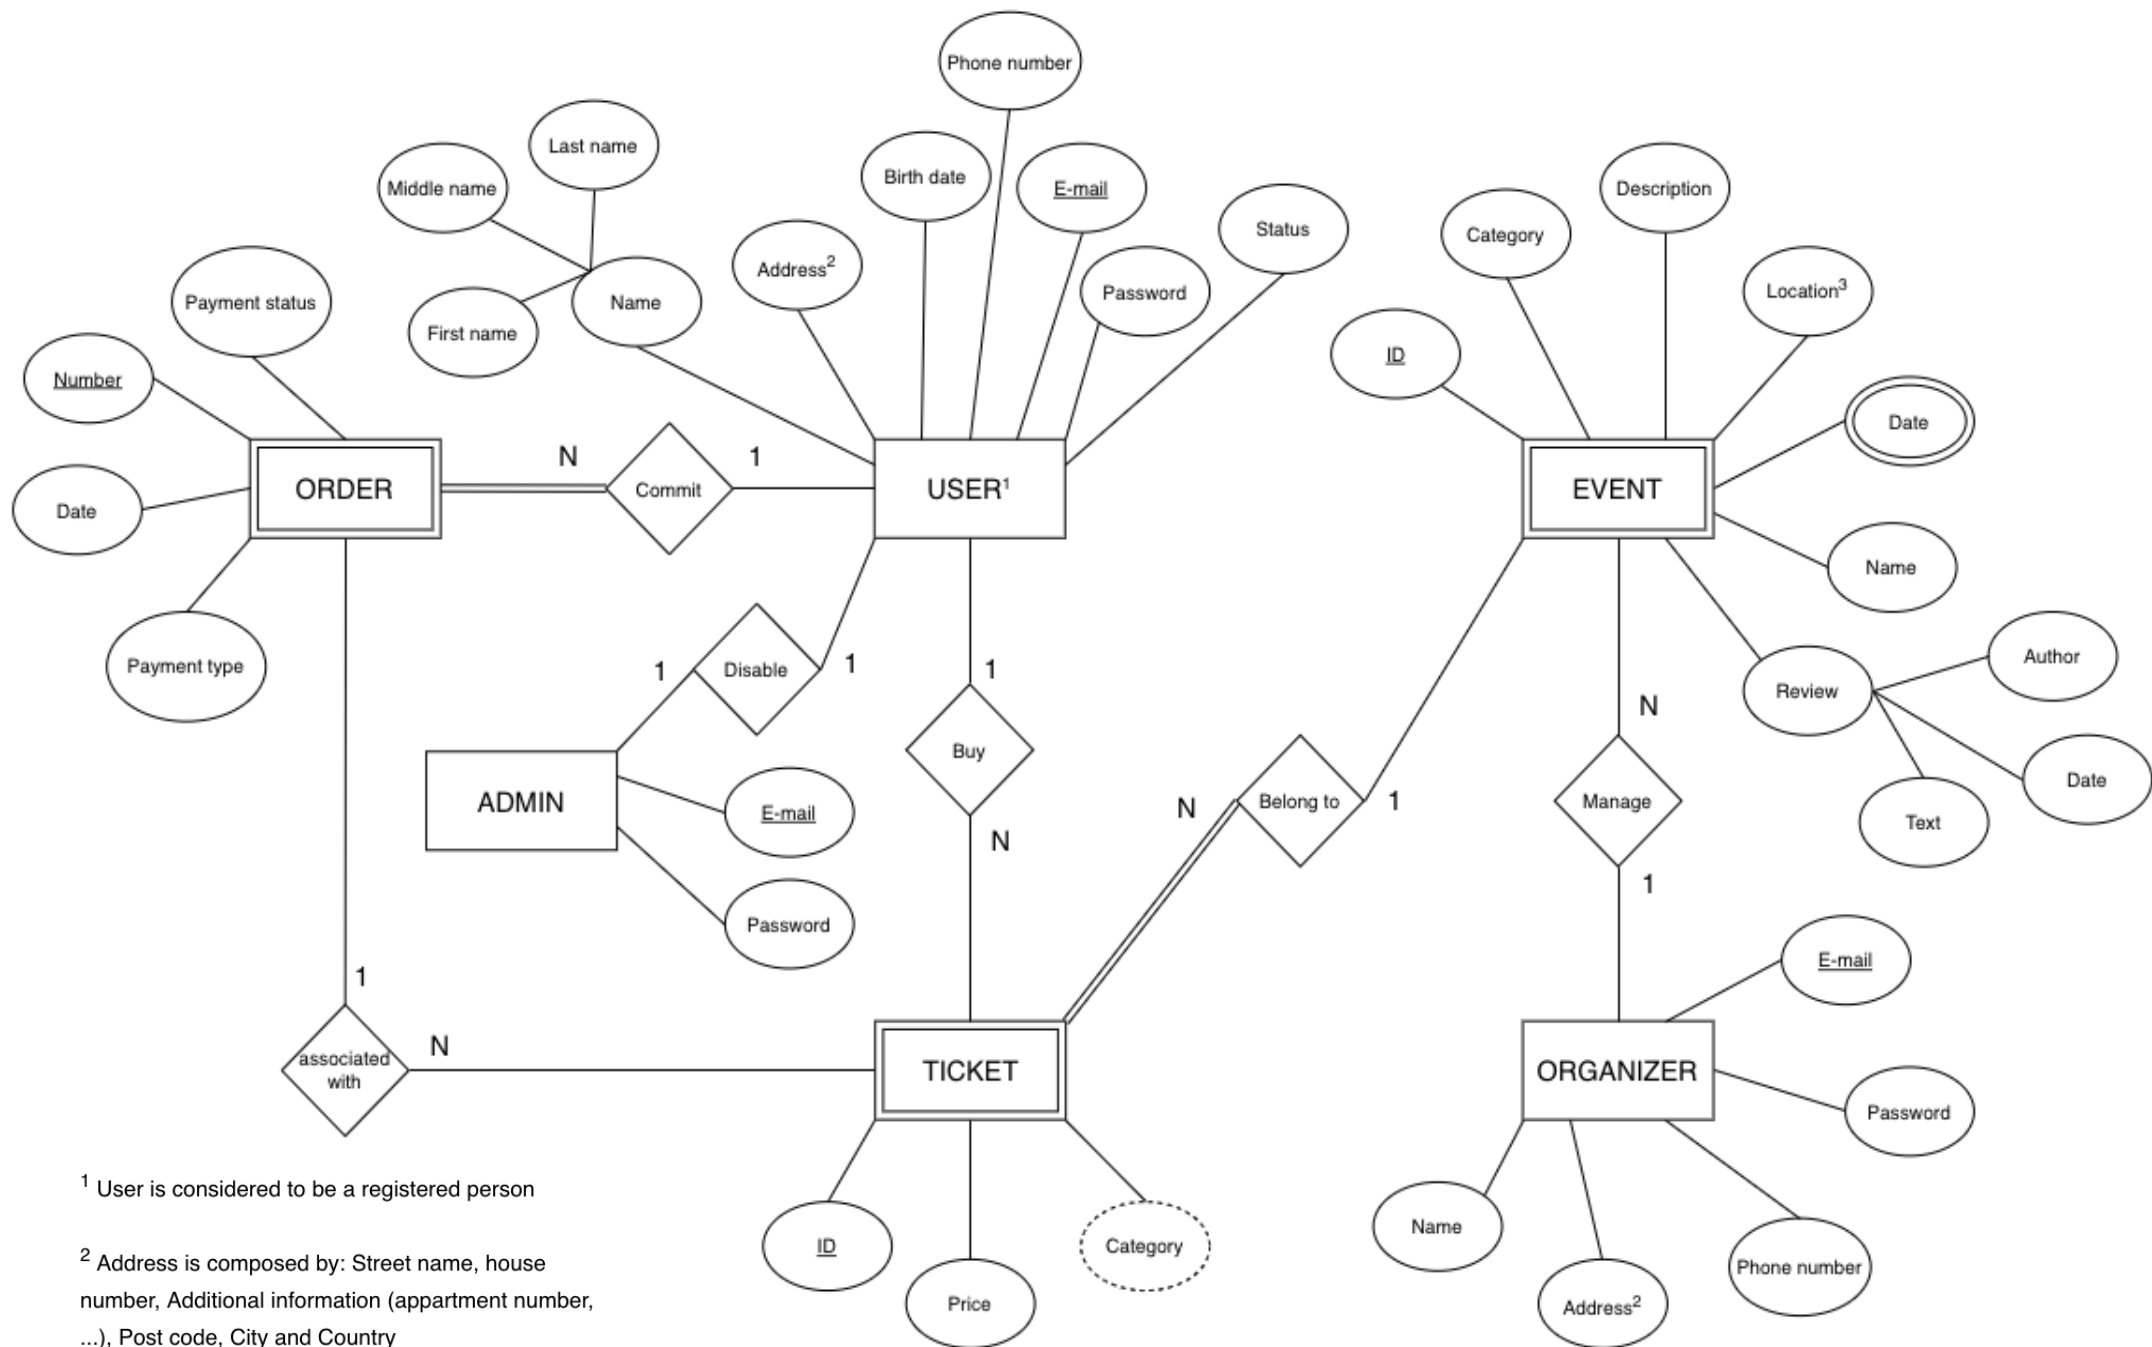 Phone number
Last name
Middle name
Birth date
E-mail
Description
Status
Category
Address²
Password
Location³
Payment status
Name
First name
ID
Number
Date
N
1
ORDER
Commit
USER¹
EVENT
Date
Name
Payment type
1
Disable
1
1
Author
Review
N
Buy
Date
ADMIN
E-mail
N
Belong to
1
Manage
Text
N
1
Password
E-mail
1
N
associated
with
TICKET
ORGANIZER
Password
Name
ID
Category
Phone number
Price
Address²
¹ User is considered to be a registered person
² Address is composed by: Street name, house
number, Additional information (appartment number,
...), Post code, City and Country